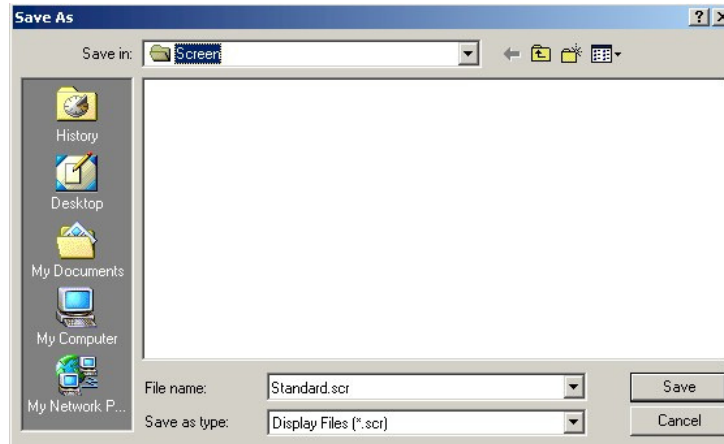 Save As
Save in: Screen
History
Desktop
My Documents
My Computer
My Network P...
File name: Standard.scr
Save
Save as type: Display Files (*.scr)
Cancel